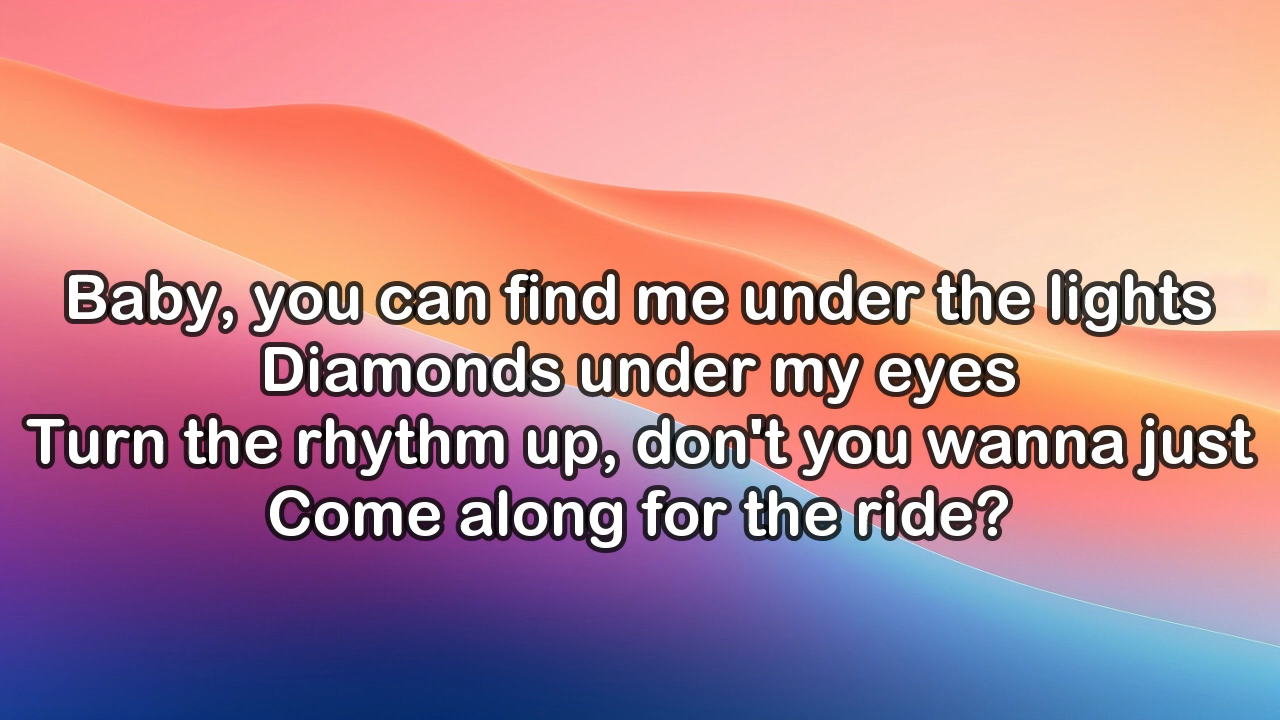 Baby, you can find me under the lights
Diamonds under my eyes
Turn the rhythm up, don't you wanna just
Come along for the ride?